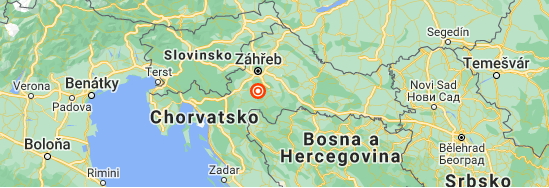 Segedín
Slovinsko
Záhřeb
Temešvár
Terst
Verona
Benátky
Padova
Novi Sad
Нови Сад
Chorvatsko
Bosna a
Hercegovina
Boloňa
Bělehrad
Београд
Rimini
Zadar
Srbsko